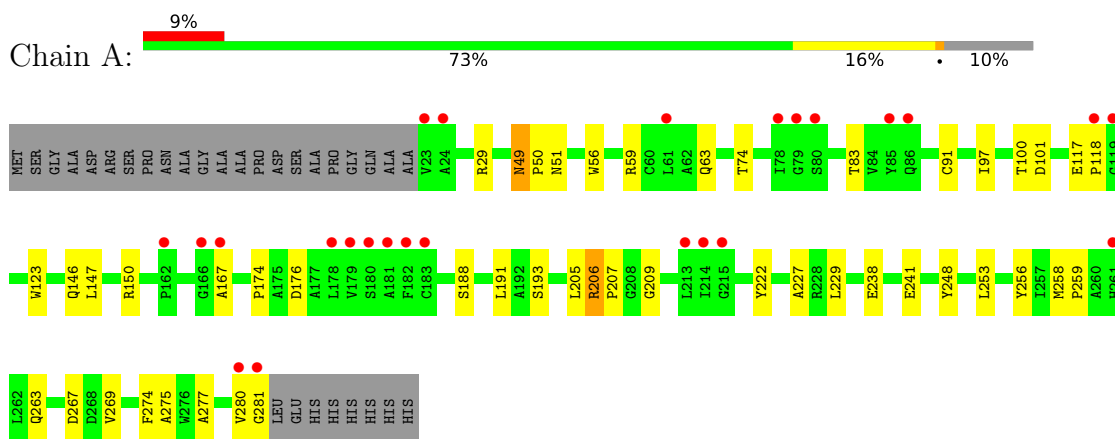 9%
Chain A:
73% 16% • 10%
MET SER GLY ALA ASP ARG SER PRO ASN ALA GLY ALA ALA PRO ASP SER ALA PRO GLY GLN ALA ALA V23 A24 R29 N49 P50 N51 W56 R59 C60 L61 A62 Q63 T74 I78 G79 S80 T83 V84 Y85 Q86 C91 I97 T100 D101 E117 P118 G119
W123 Q146 L147 R150 P162 G166 A167 P174 A175 D176 A177 L178 V179 S180 A181 F182 C183 S188 L191 A192 S193 L205 R206 P207 G208 G209 L213 I214 G215 Y222 A227 R228 L229 E238 E241 Y248 L253 Y256 I257 M258 P259 A260 H261
L262 Q263 D267 D268 V269 F274 A275 W276 A277 V280 G281 LEU GLU HIS HIS HIS HIS HIS HIS